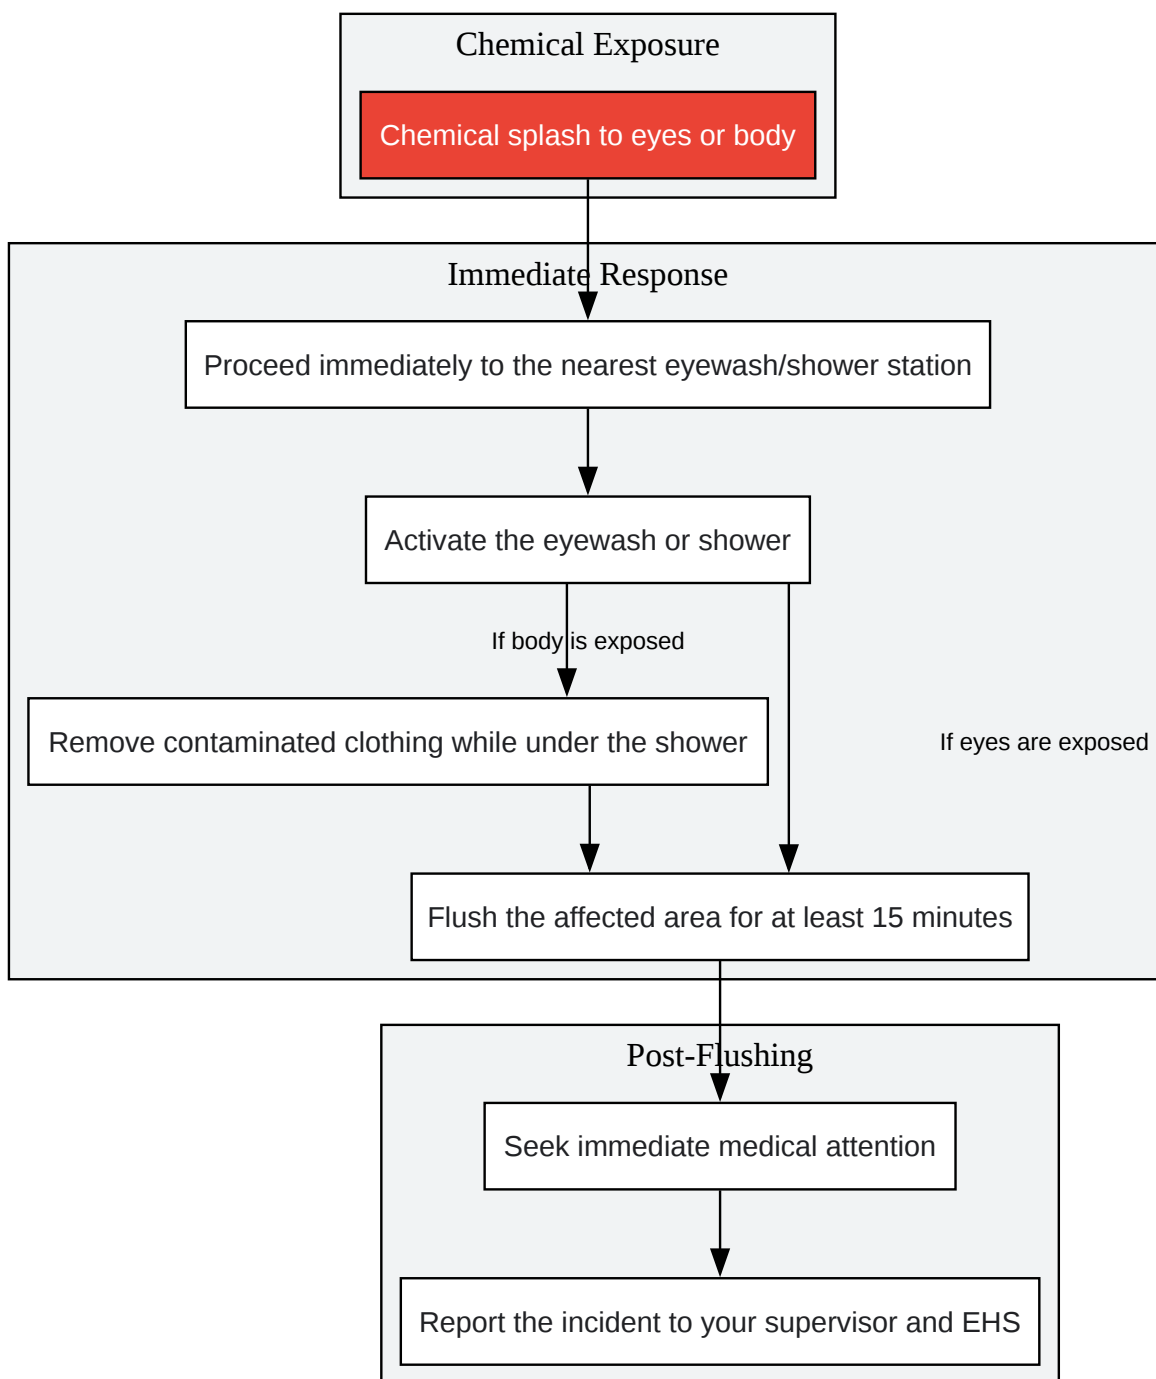 Chemical Exposure
Chemical splash to eyes or body
Immediate Response
Proceed immediately to the nearest eyewash/shower station
Activate the eyewash or shower
If body is exposed
Remove contaminated clothing while under the shower
If eyes are exposed
Flush the affected area for at least 15 minutes
Post-Flushing
Seek immediate medical attention
Report the incident to your supervisor and EHS